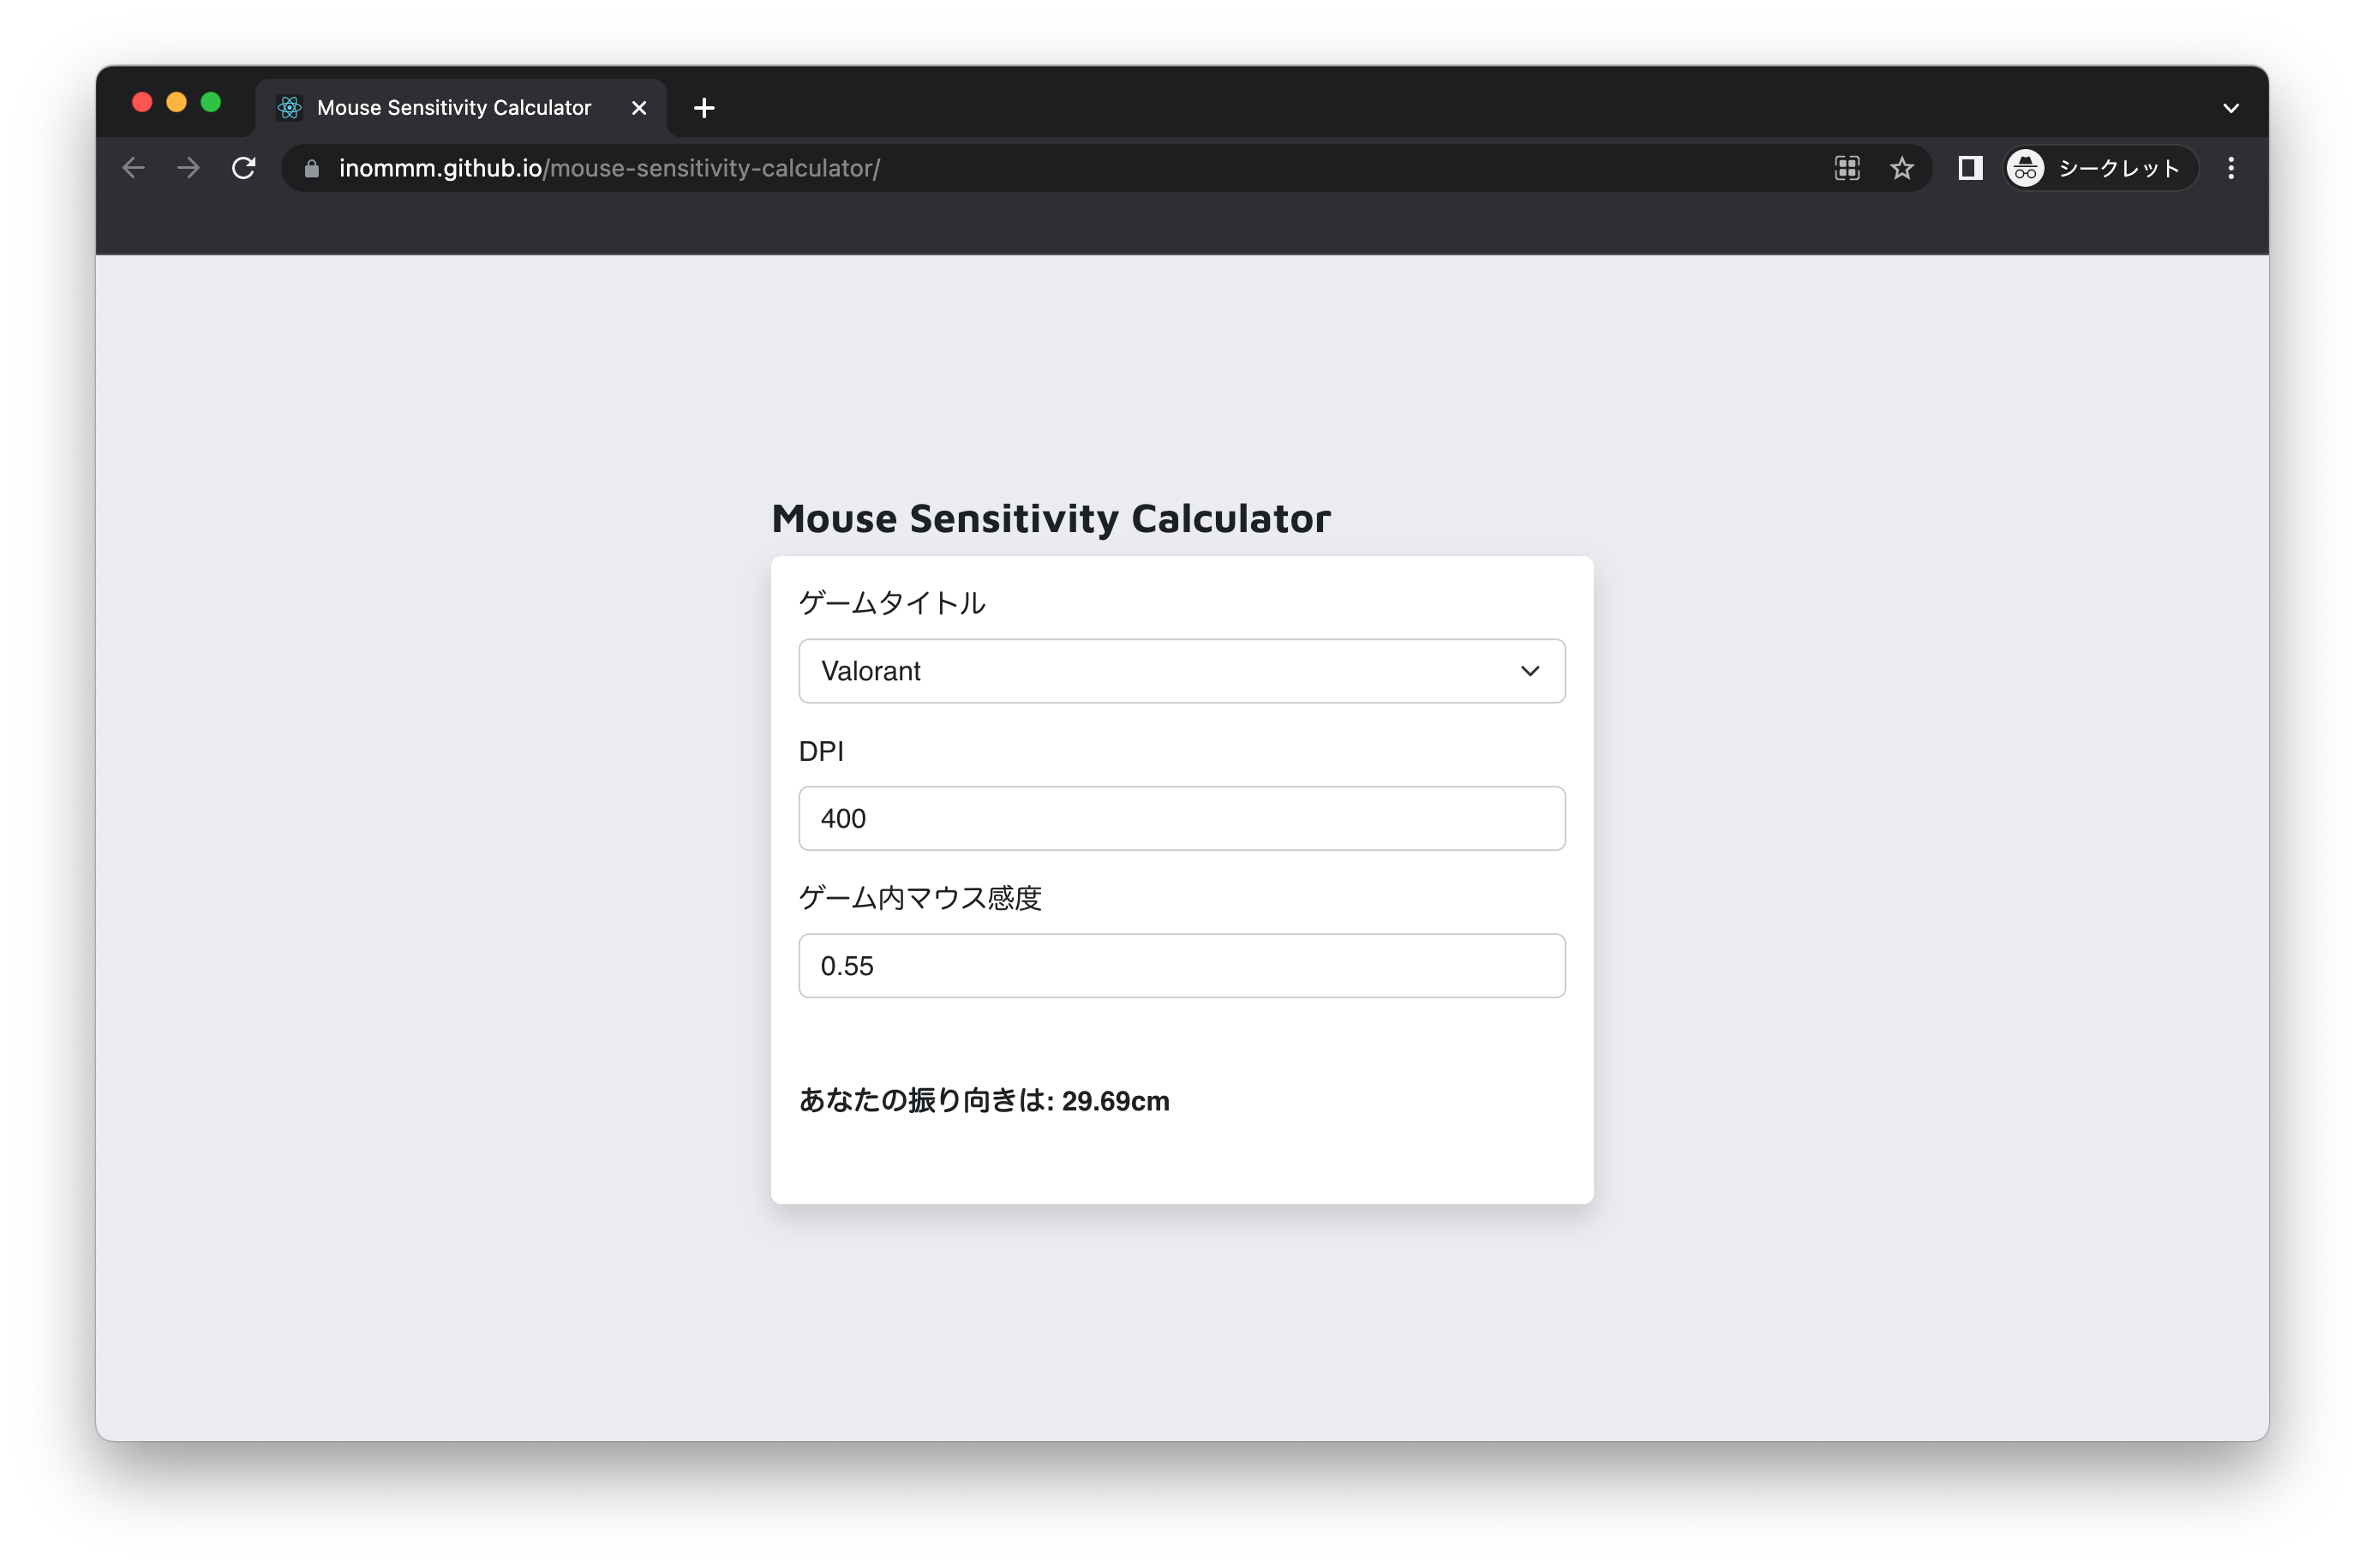 Mouse Sensitivity Calculator
inommm.github.io/mouse-sensitivity-calculator/
シークレット
Mouse Sensitivity Calculator
ゲームタイトル
Valorant
DPI
400
ゲーム内マウス感度
0.55
あなたの振り向きは: 29.69cm